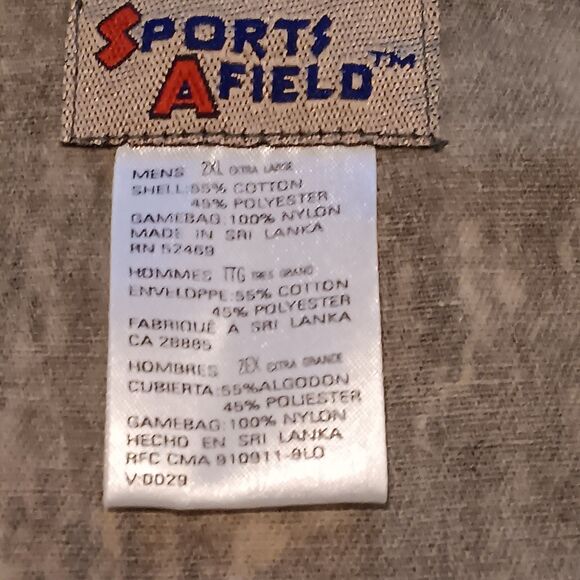 SPORTS
AFIELD™
MENS 2XL EXTRA LARGE
SHELL:55% COTTON
45% POLYESTER
GAMEBAG:100% NYLON
MADE IN SRI LANKA
RN 52469
HOMMES TTG TRES GRAND
ENVELOPPE:55% COTTON
45% POLYESTER
FABRIQUÉ A SRI LANKA
CA 28885
HOMBRES 2EX EXTRA GRANDE
CUBIERTA:55%ALGODON
45% POLIESTER
GAMEBAG:100% NYLON
HECHO EN SRI LANKA
RFC CMA 910911-9L0
V:0029